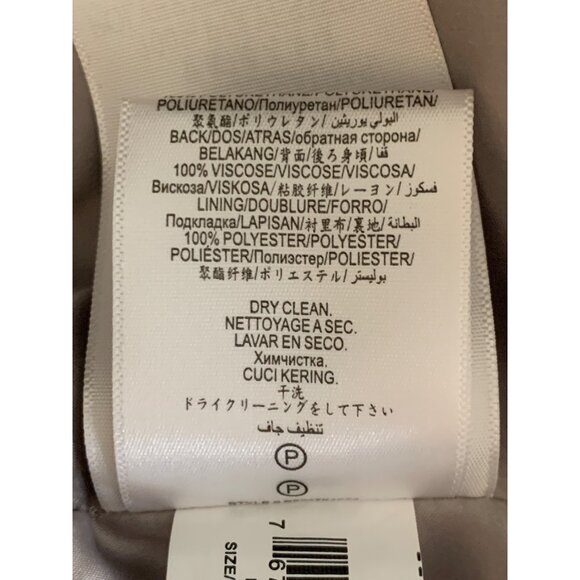 POLIURETANO/Полиуретан/POLIURETAN/
聚氨酯/ポリウレタン/البولي يوريثين
BACK/DOS/ATRAS/обратная сторона/
BELAKANG/背面/後ろ身頃/قفا
100% VISCOSE/VISCOSE/VISCOSA/
Вискоза/VISKOSA/粘胶纤维/レーヨン/فسكوز
LINING/DOUBLURE/FORRO/
Подкладка/LAPISAN/衬里布/裏地/البطانة
100% POLYESTER/POLYESTER/
POLIÉSTER/Полиэстер/POLIESTER/
聚酯纤维/ポリエステル/بوليستر
DRY CLEAN.
NETTOYAGE A SEC.
LAVAR EN SECO.
Химчистка.
CUCI KERING.
干洗
ドライクリーニングをして下さい
تنظيف جاف
P
P
7 67
SIZE/